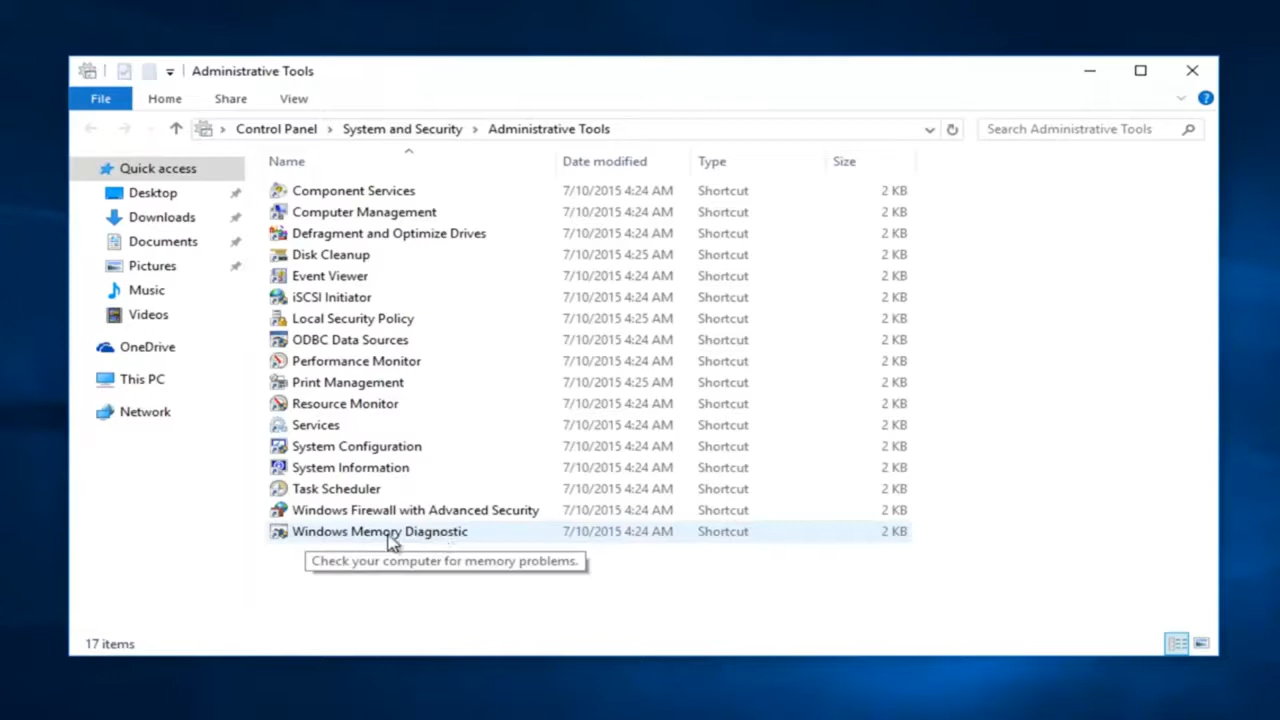 Administrative Tools
File Home Share View
Control Panel System and Security Administrative Tools Search Administrative Tools
Name Date modified Type Size
Quick access
Desktop
Downloads
Documents
Pictures
Music
Videos
OneDrive
This PC
Network
Component Services 7/10/2015 4:24 AM Shortcut 2 KB
Computer Management 7/10/2015 4:24 AM Shortcut 2 KB
Defragment and Optimize Drives 7/10/2015 4:24 AM Shortcut 2 KB
Disk Cleanup 7/10/2015 4:25 AM Shortcut 2 KB
Event Viewer 7/10/2015 4:24 AM Shortcut 2 KB
iSCSI Initiator 7/10/2015 4:24 AM Shortcut 2 KB
Local Security Policy 7/10/2015 4:25 AM Shortcut 2 KB
ODBC Data Sources 7/10/2015 4:24 AM Shortcut 2 KB
Performance Monitor 7/10/2015 4:24 AM Shortcut 2 KB
Print Management 7/10/2015 4:25 AM Shortcut 2 KB
Resource Monitor 7/10/2015 4:24 AM Shortcut 2 KB
Services 7/10/2015 4:24 AM Shortcut 2 KB
System Configuration 7/10/2015 4:24 AM Shortcut 2 KB
System Information 7/10/2015 4:24 AM Shortcut 2 KB
Task Scheduler 7/10/2015 4:24 AM Shortcut 2 KB
Windows Firewall with Advanced Security 7/10/2015 4:24 AM Shortcut 2 KB
Windows Memory Diagnostic 7/10/2015 4:24 AM Shortcut 2 KB
Check your computer for memory problems.
17 items